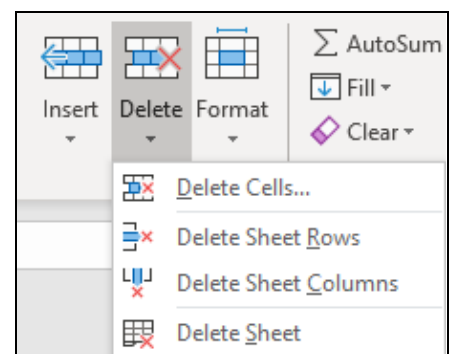 Insert Delete Format
AutoSum
Fill
Clear
Delete Cells...
Delete Sheet Rows
Delete Sheet Columns
Delete Sheet